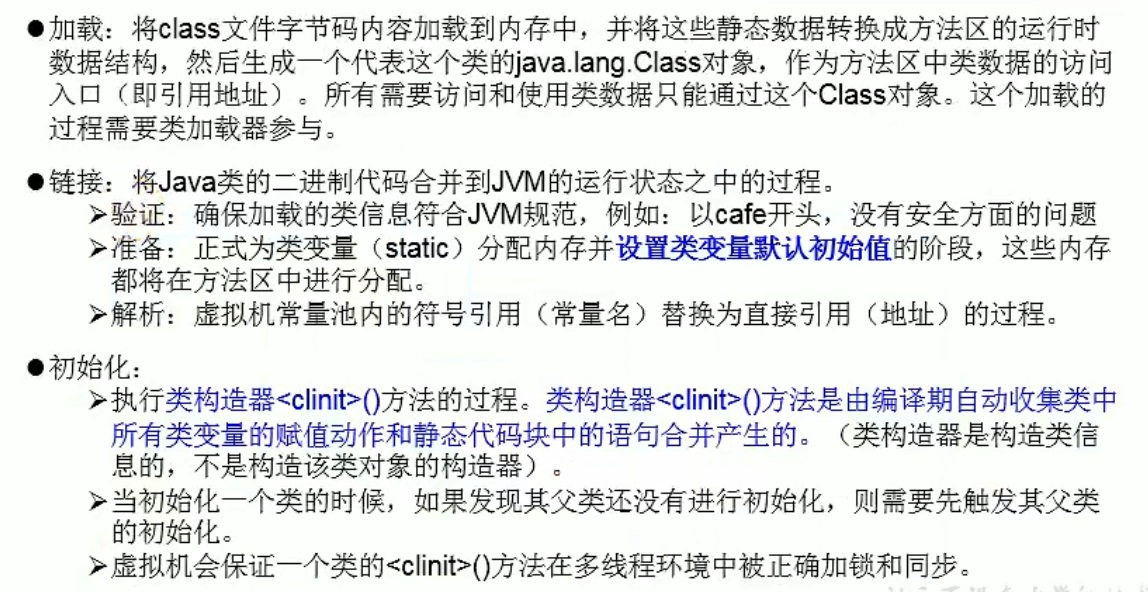 ●加载：将class文件字节码内容加载到内存中，并将这些静态数据转换成方法区的运行时
数据结构，然后生成一个代表这个类的java.lang.Class对象，作为方法区中类数据的访问
入口（即引用地址）。所有需要访问和使用类数据只能通过这个Class对象。这个加载的
过程需要类加载器参与。
●链接：将Java类的二进制代码合并到JVM的运行状态之中的过程。
➢验证：确保加载的类信息符合JVM规范，例如：以cafe开头，没有安全方面的问题
➢准备：正式为类变量（static）分配内存并设置类变量默认初始值的阶段，这些内存
都将在方法区中进行分配。
➢解析：虚拟机常量池内的符号引用（常量名）替换为直接引用（地址）的过程。
●初始化：
➢执行类构造器<clinit>()方法的过程。类构造器<clinit>()方法是由编译期自动收集类中
所有类变量的赋值动作和静态代码块中的语句合并产生的。（类构造器是构造类信
息的，不是构造该类对象的构造器）。
➢当初始化一个类的时候，如果发现其父类还没有进行初始化，则需要先触发其父类
的初始化。
➢虚拟机会保证一个类的<clinit>()方法在多线程环境中被正确加锁和同步。